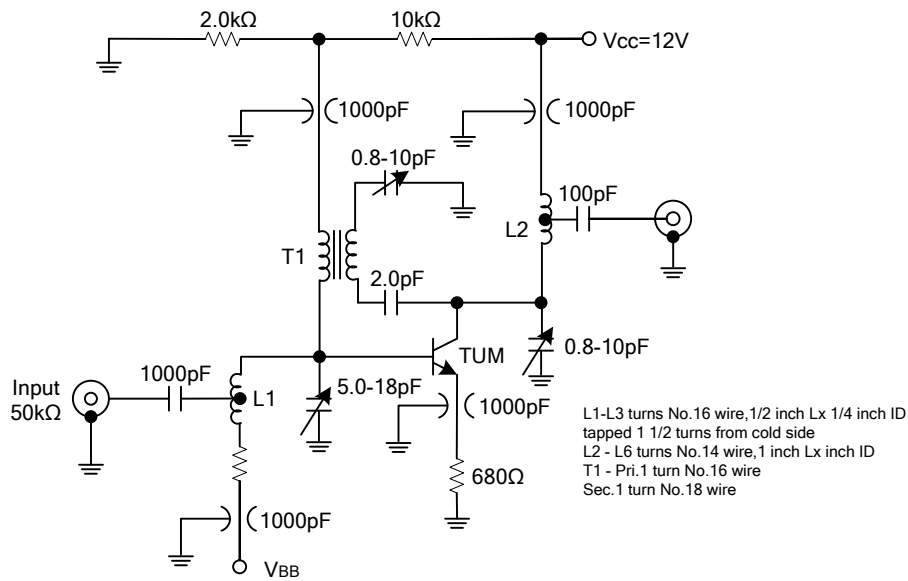 2.0kΩ
10kΩ
Vcc=12V
1000pF
1000pF
0.8-10pF
100pF
T1
L2
2.0pF
TUM
0.8-10pF
Input
50kΩ
1000pF
L1
5.0-18pF
1000pF
680Ω
1000pF
VBB
L1-L3 turns No.16 wire,1/2 inch Lx 1/4 inch ID
tapped 1 1/2 turns from cold side
L2 - L6 turns No.14 wire,1 inch Lx inch ID
T1 - Pri.1 turn No.16 wire
Sec.1 turn No.18 wire